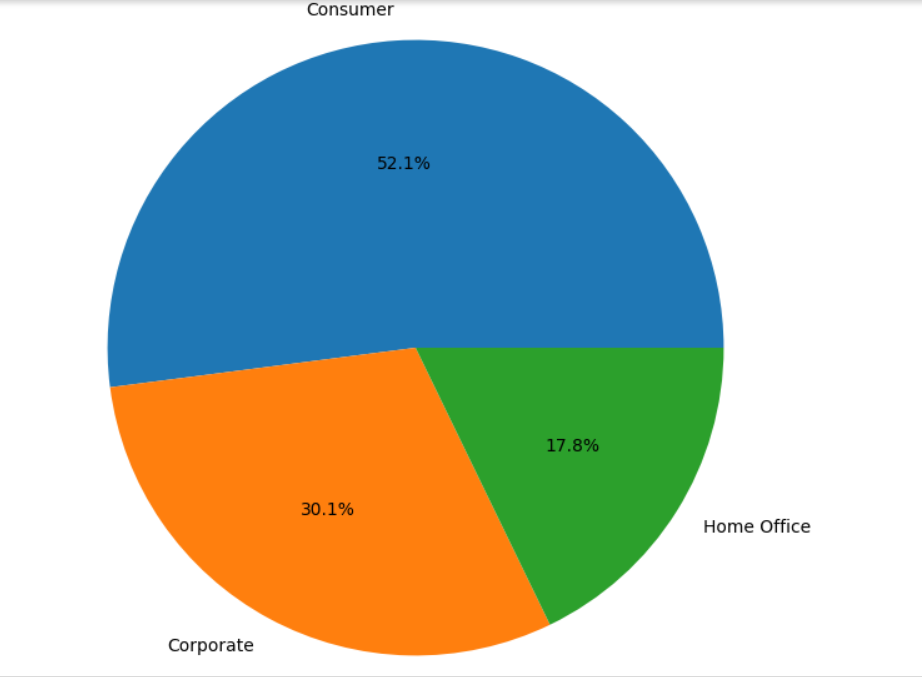 Consumer
52.1%
17.8%
30.1%
Home Office
Corporate